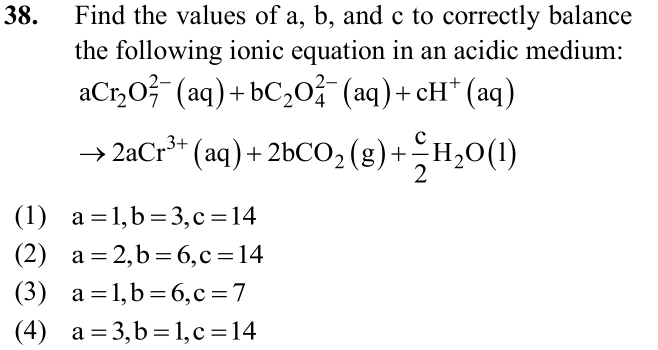 38. Find the values of a, b, and c to correctly balance
the following ionic equation in an acidic medium:
aCr₂O₇²⁻(aq)+bC₂O₄²⁻(aq)+cH⁺(aq)
→2aCr³⁺(aq)+2bCO₂(g)+c/2 H₂O(l)
(1) a=1,b=3,c=14
(2) a=2,b=6,c=14
(3) a=1,b=6,c=7
(4) a=3,b=1,c=14